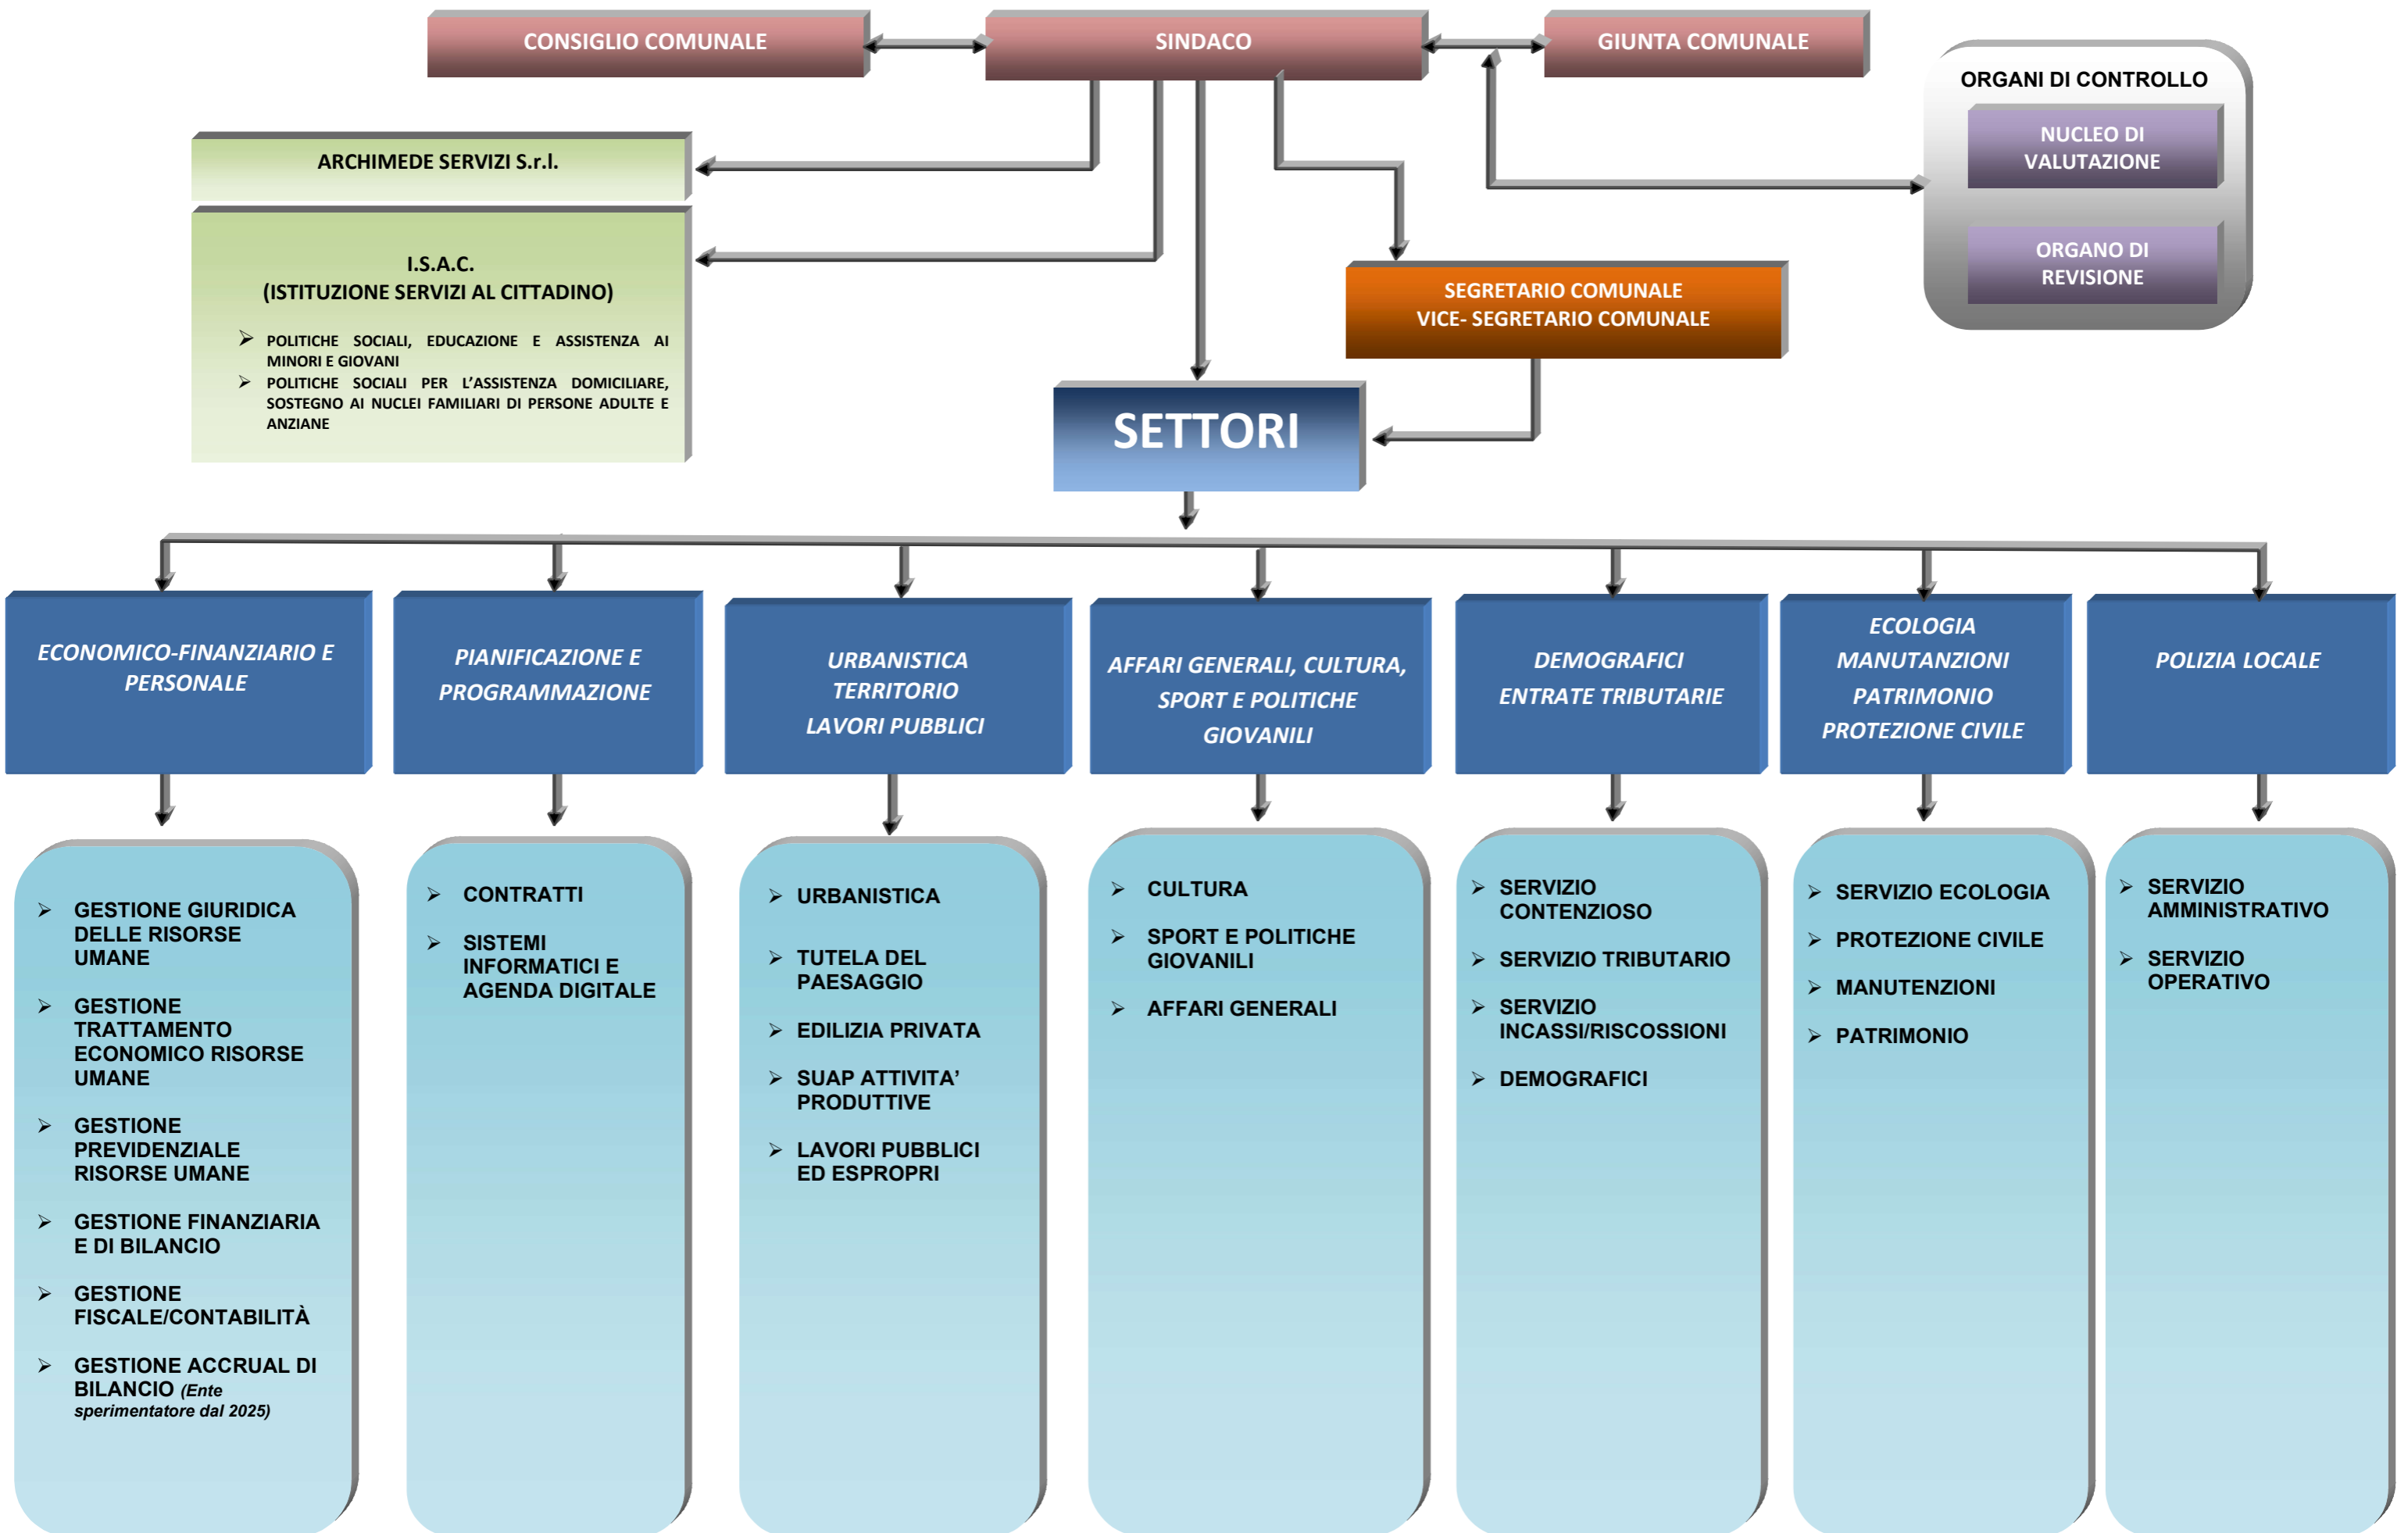 CONSIGLIO COMUNALE
SINDACO
GIUNTA COMUNALE
ORGANI DI CONTROLLO
NUCLEO DI
VALUTAZIONE
ORGANO DI
REVISIONE
ARCHIMEDE SERVIZI S.r.l.
I.S.A.C.
(ISTITUZIONE SERVIZI AL CITTADINO)
➢ POLITICHE SOCIALI, EDUCAZIONE E ASSISTENZA AI
MINORI E GIOVANI
➢ POLITICHE SOCIALI PER L'ASSISTENZA DOMICILIARE,
SOSTEGNO AI NUCLEI FAMILIARI DI PERSONE ADULTE E
ANZIANE
SEGRETARIO COMUNALE
VICE- SEGRETARIO COMUNALE
SETTORI
ECONOMICO-FINANZIARIO E
PERSONALE
PIANIFICAZIONE E
PROGRAMMAZIONE
URBANISTICA
TERRITORIO
LAVORI PUBBLICI
AFFARI GENERALI, CULTURA,
SPORT E POLITICHE
GIOVANILI
DEMOGRAFICI
ENTRATE TRIBUTARIE
ECOLOGIA
MANUTANZIONI
PATRIMONIO
PROTEZIONE CIVILE
POLIZIA LOCALE
➢ GESTIONE GIURIDICA
DELLE RISORSE
UMANE
➢ GESTIONE
TRATTAMENTO
ECONOMICO RISORSE
UMANE
➢ GESTIONE
PREVIDENZIALE
RISORSE UMANE
➢ GESTIONE FINANZIARIA
E DI BILANCIO
➢ GESTIONE
FISCALE/CONTABILITÀ
➢ GESTIONE ACCRUAL DI
BILANCIO (Ente
sperimentatore dal 2025)
➢ CONTRATTI
➢ SISTEMI
INFORMATICI E
AGENDA DIGITALE
➢ URBANISTICA
➢ TUTELA DEL
PAESAGGIO
➢ EDILIZIA PRIVATA
➢ SUAP ATTIVITA'
PRODUTTIVE
➢ LAVORI PUBBLICI
ED ESPROPRI
➢ CULTURA
➢ SPORT E POLITICHE
GIOVANILI
➢ AFFARI GENERALI
➢ SERVIZIO
CONTENZIOSO
➢ SERVIZIO TRIBUTARIO
➢ SERVIZIO
INCASSI/RISCOSSIONI
➢ DEMOGRAFICI
➢ SERVIZIO ECOLOGIA
➢ PROTEZIONE CIVILE
➢ MANUTENZIONI
➢ PATRIMONIO
➢ SERVIZIO
AMMINISTRATIVO
➢ SERVIZIO
OPERATIVO